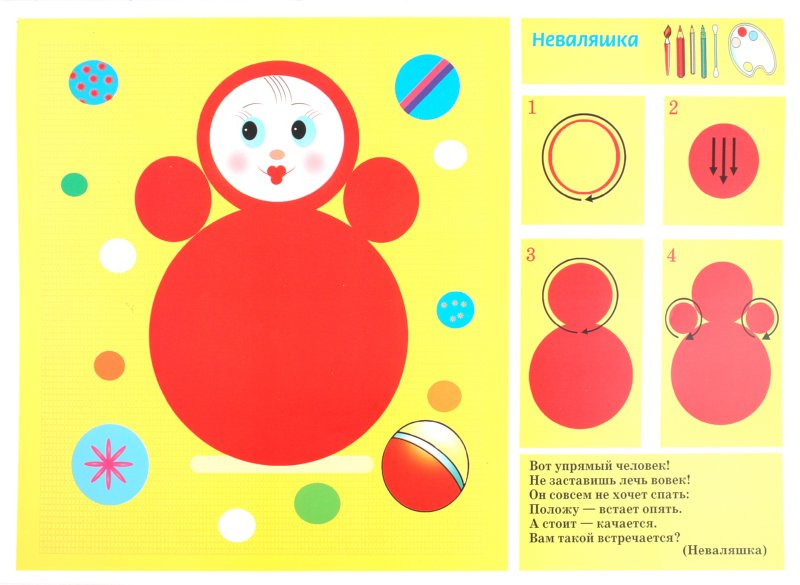 Неваляшка
1
2
3
4
Вот упрямый человек!
Не заставишь лечь вовек!
Он совсем не хочет спать:
Положу — встает опять.
А стоит — качается.
Вам такой встречается?
(Неваляшка)